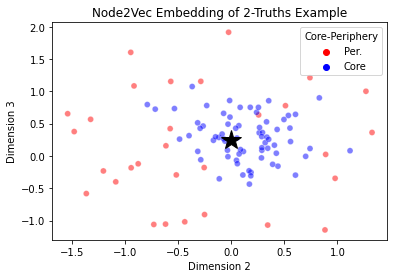 Node2Vec Embedding of 2-Truths Example
Core-Periphery
Per.
Core
Dimension 3
2.0
1.5
1.0
0.5
0.0
−0.5
−1.0
−1.5 −1.0 −0.5 0.0 0.5 1.0
Dimension 2